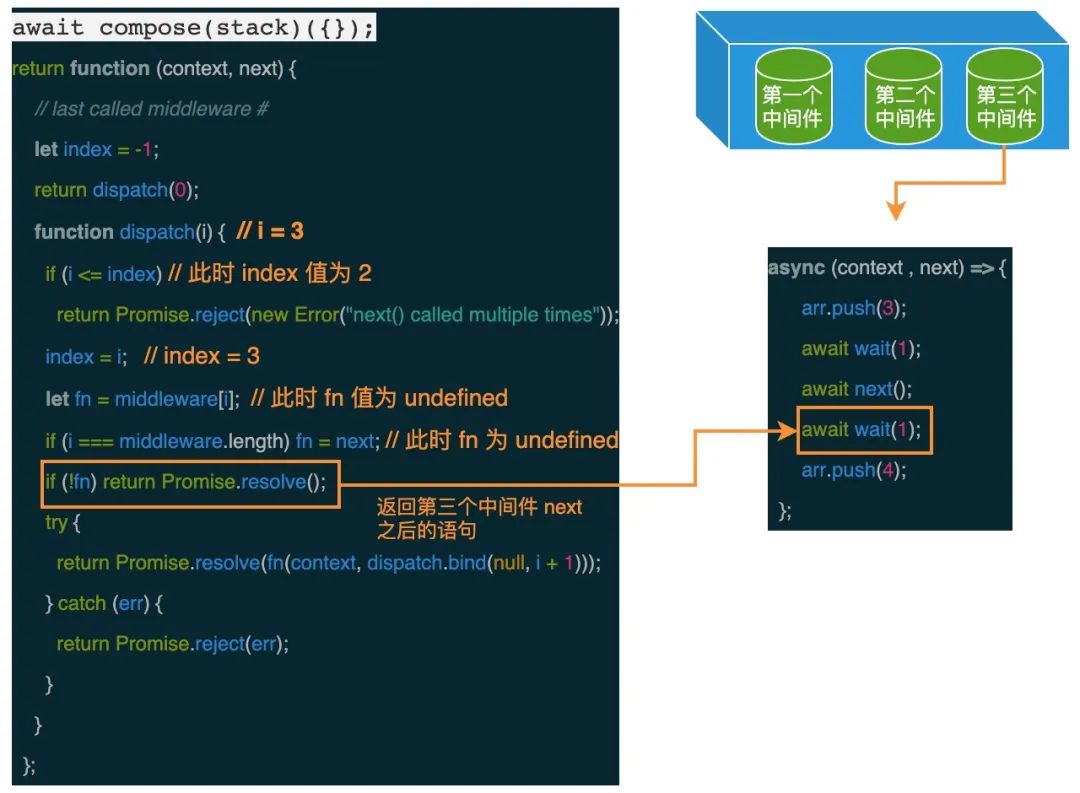 await compose(stack)({});
return function (context, next) {
// last called middleware #
let index = -1;
return dispatch(0);
function dispatch(i) { // i = 3
if (i <= index) // 此时 index 值为 2
return Promise.reject(new Error("next() called multiple times"));
index = i; // index = 3
let fn = middleware[i]; // 此时 fn 值为 undefined
if (i === middleware.length) fn = next; // 此时 fn 为 undefined
if (!fn) return Promise.resolve();
try {
return Promise.resolve(fn(context, dispatch.bind(null, i + 1)));
} catch (err) {
return Promise.reject(err);
}
}
};
返回第三个中间件 next
之后的语句
第一个
中间件
第二个
中间件
第三个
中间件
async (context , next) => {
arr.push(3);
await wait(1);
await next();
await wait(1);
arr.push(4);
};